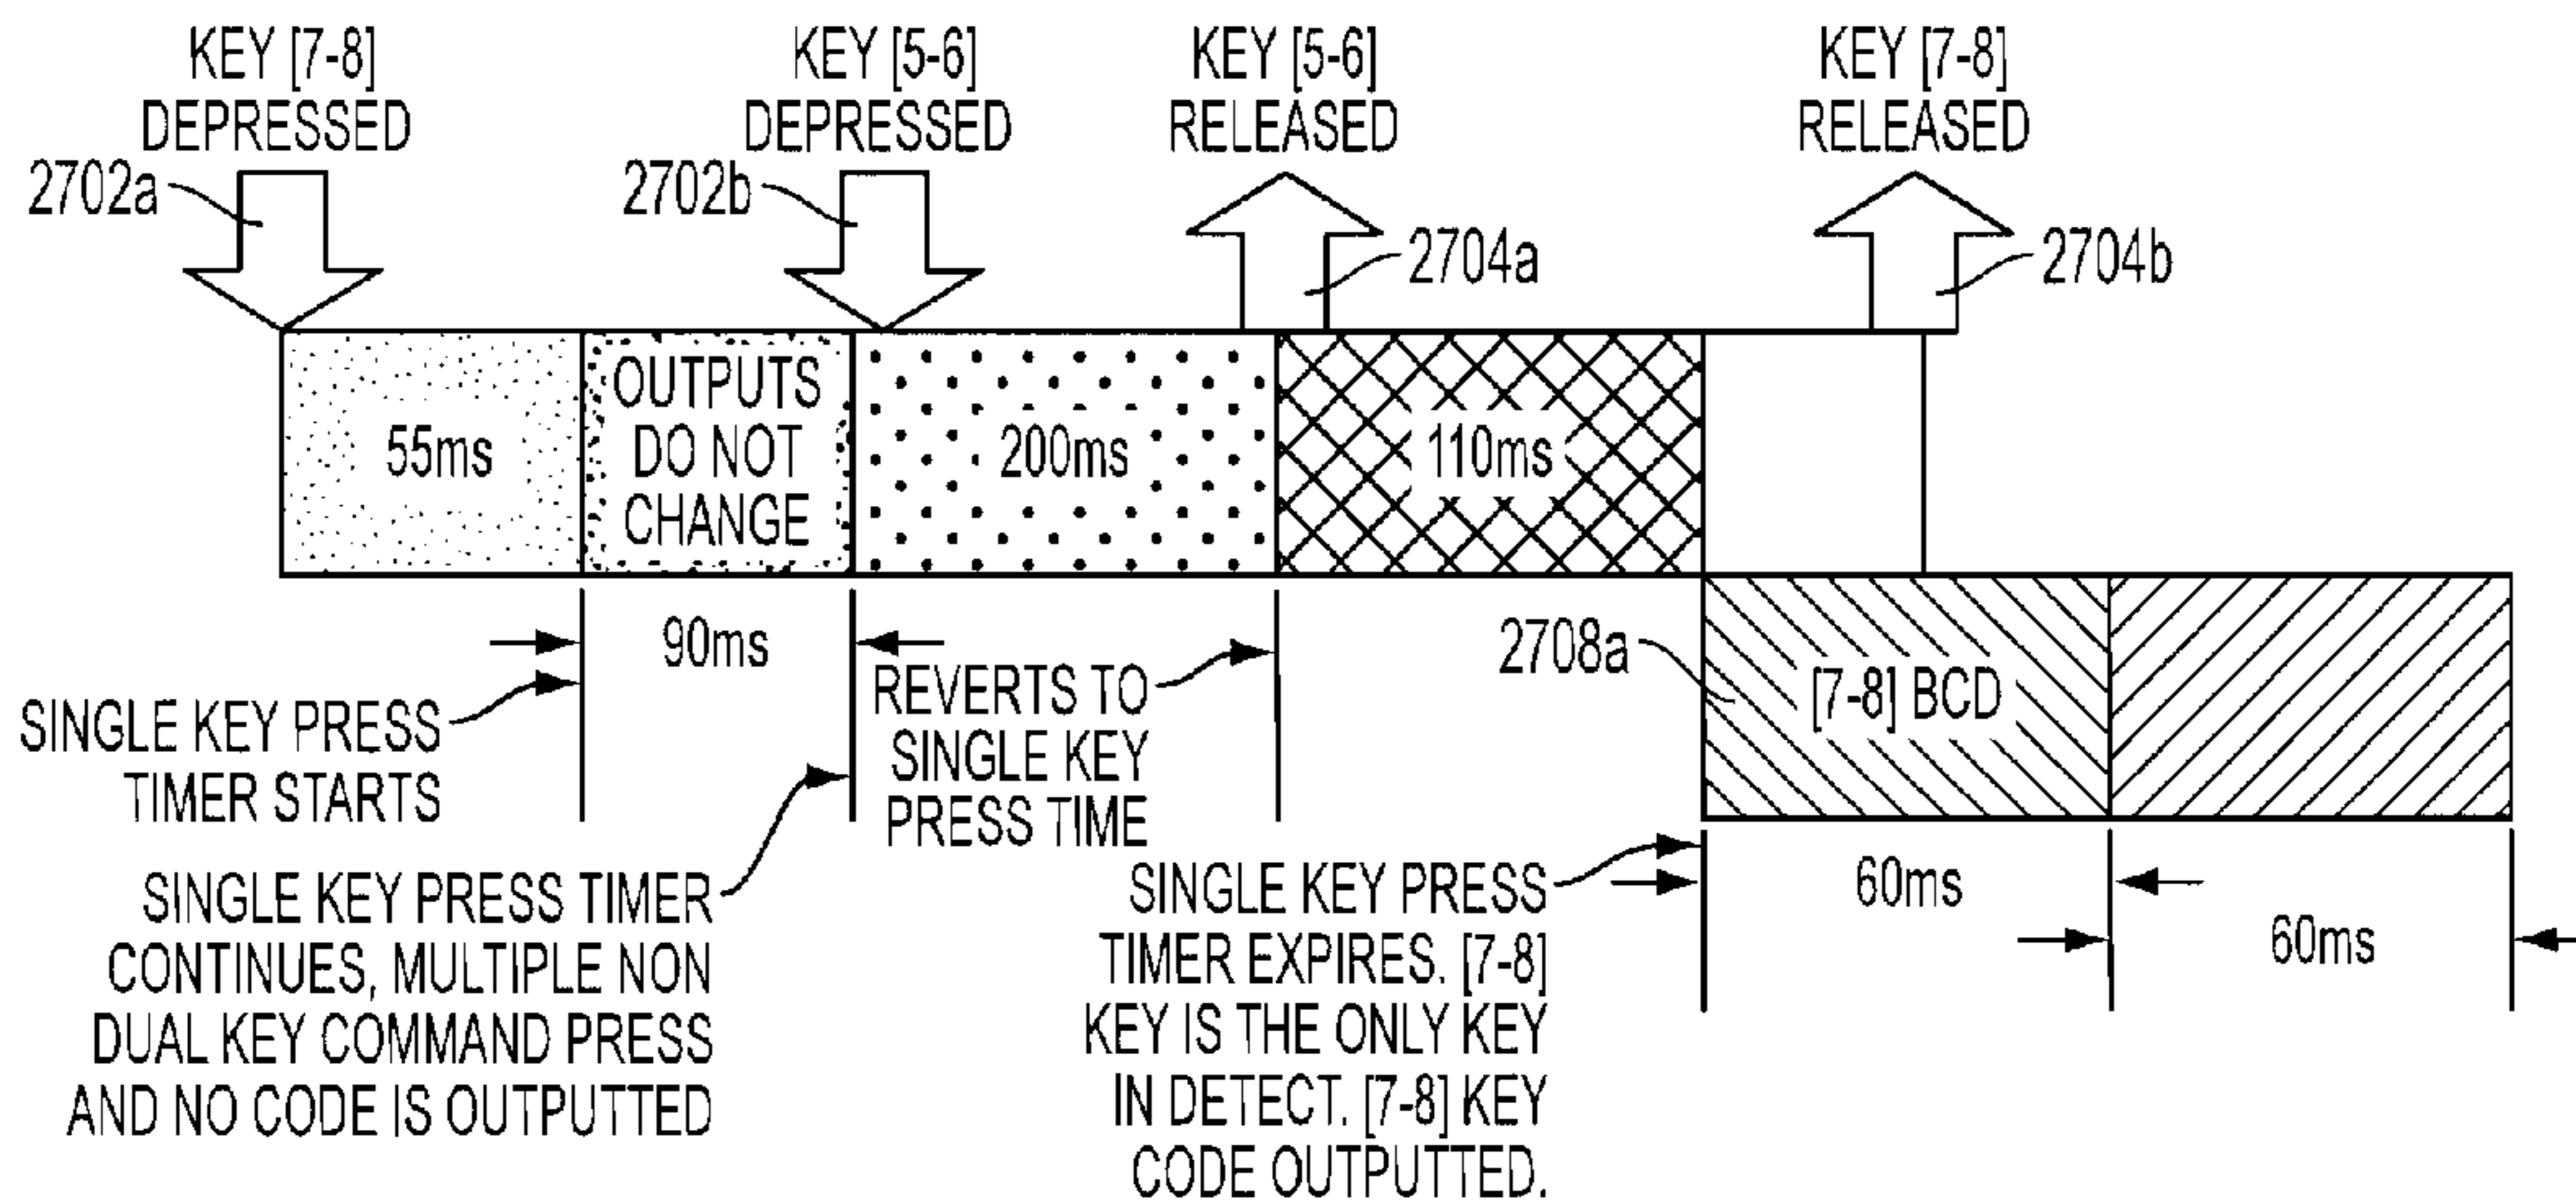 KEY [7-8]
DEPRESSED
2702a
KEY [5-6]
DEPRESSED
2702b
KEY [5-6]
RELEASED
2704a
KEY [7-8]
RELEASED
2704b
55ms
OUTPUTS
DO NOT
CHANGE
200ms
110ms
90ms
SINGLE KEY PRESS
TIMER STARTS
REVERTS TO
SINGLE KEY
PRESS TIME
2708a
[7-8] BCD
SINGLE KEY PRESS TIMER
CONTINUES, MULTIPLE NON
DUAL KEY COMMAND PRESS
AND NO CODE IS OUTPUTTED
SINGLE KEY PRESS
TIMER EXPIRES. [7-8]
KEY IS THE ONLY KEY
IN DETECT. [7-8] KEY
CODE OUTPUTTED.
60ms
60ms